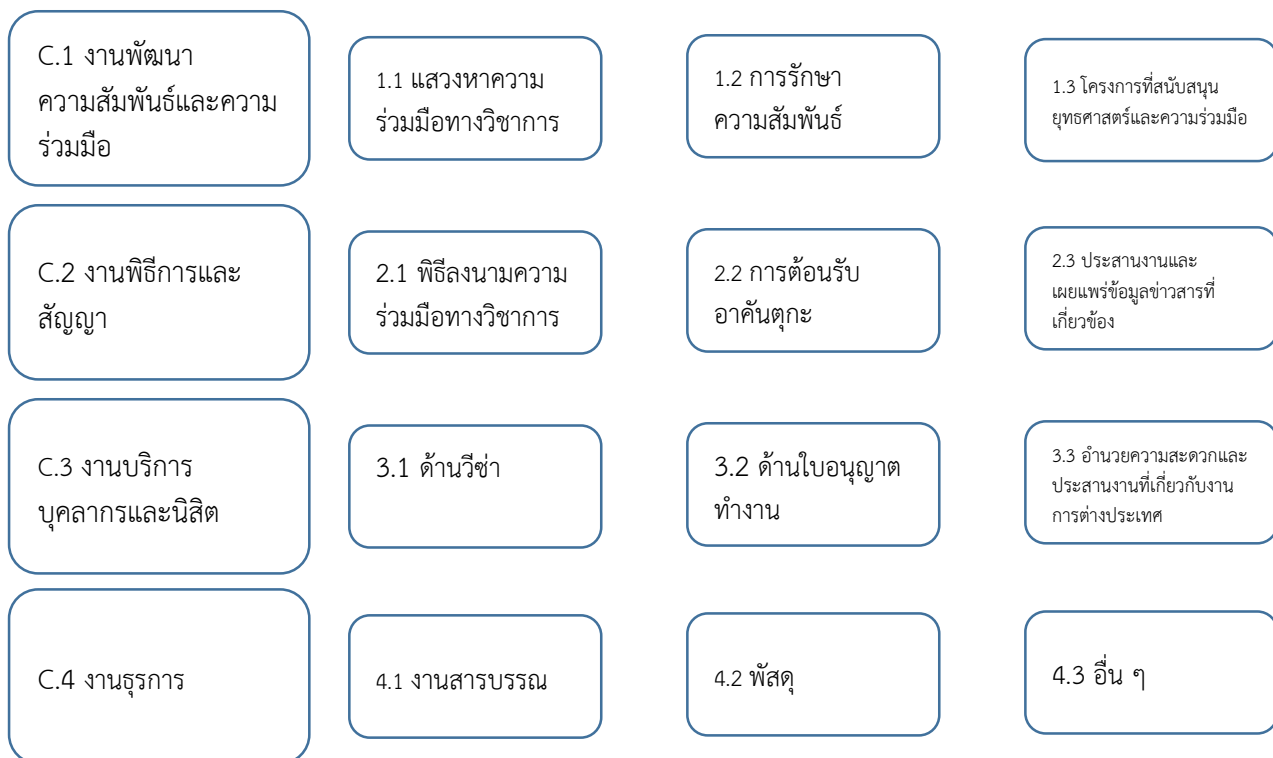 C.1 งานพัฒนา
ความสัมพันธ์และความ
ร่วมมือ
1.1 แสวงหาความ
ร่วมมือทางวิชาการ
1.2 การรักษา
ความสัมพันธ์
1.3 โครงการที่สนับสนุน
ยุทธศาสตร์และความร่วมมือ
C.2 งานพิธีการและ
สัญญา
2.1 พิธีลงนามความ
ร่วมมือทางวิชาการ
2.2 การต้อนรับ
อาคันตุกะ
2.3 ประสานงานและ
เผยแพร่ข้อมูลข่าวสารที่
เกี่ยวข้อง
C.3 งานบริการ
บุคลากรและนิสิต
3.1 ด้านวีซ่า
3.2 ด้านใบอนุญาต
ทำงาน
3.3 อำนวยความสะดวกและ
ประสานงานที่เกี่ยวกับงาน
การต่างประเทศ
C.4 งานธุรการ
4.1 งานสารบรรณ
4.2 พัสดุ
4.3 อื่น ๆ